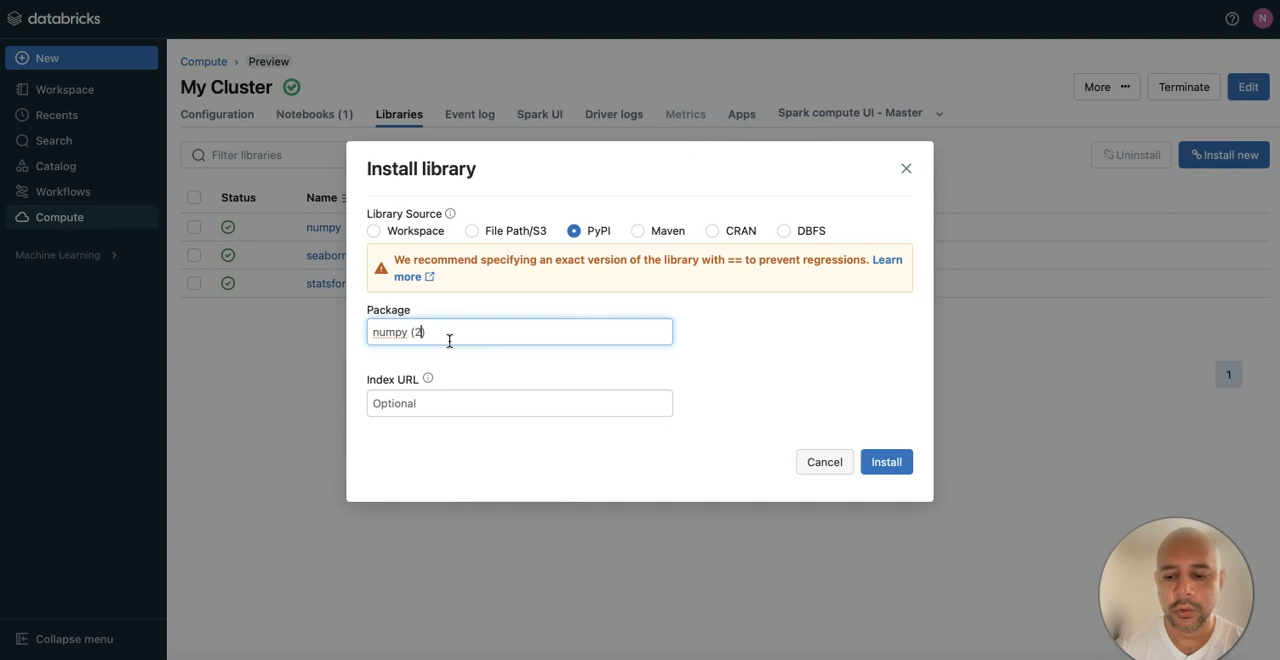 databricks
N
New
Workspace
Recents
Search
Catalog
Workflows
Compute
Machine Learning
Collapse menu
Compute › Preview
My Cluster
More
Terminate
Edit
Configuration
Notebooks (1)
Libraries
Event log
Spark UI
Driver logs
Metrics
Apps
Spark compute UI - Master
Filter libraries
Uninstall
Install new
Status
Name
numpy
seaborn
statsfor
1
Install library
Library Source
Workspace
File Path/S3
PyPI
Maven
CRAN
DBFS
We recommend specifying an exact version of the library with == to prevent regressions. Learn
more
Package
numpy (2)
Index URL
Optional
Cancel
Install